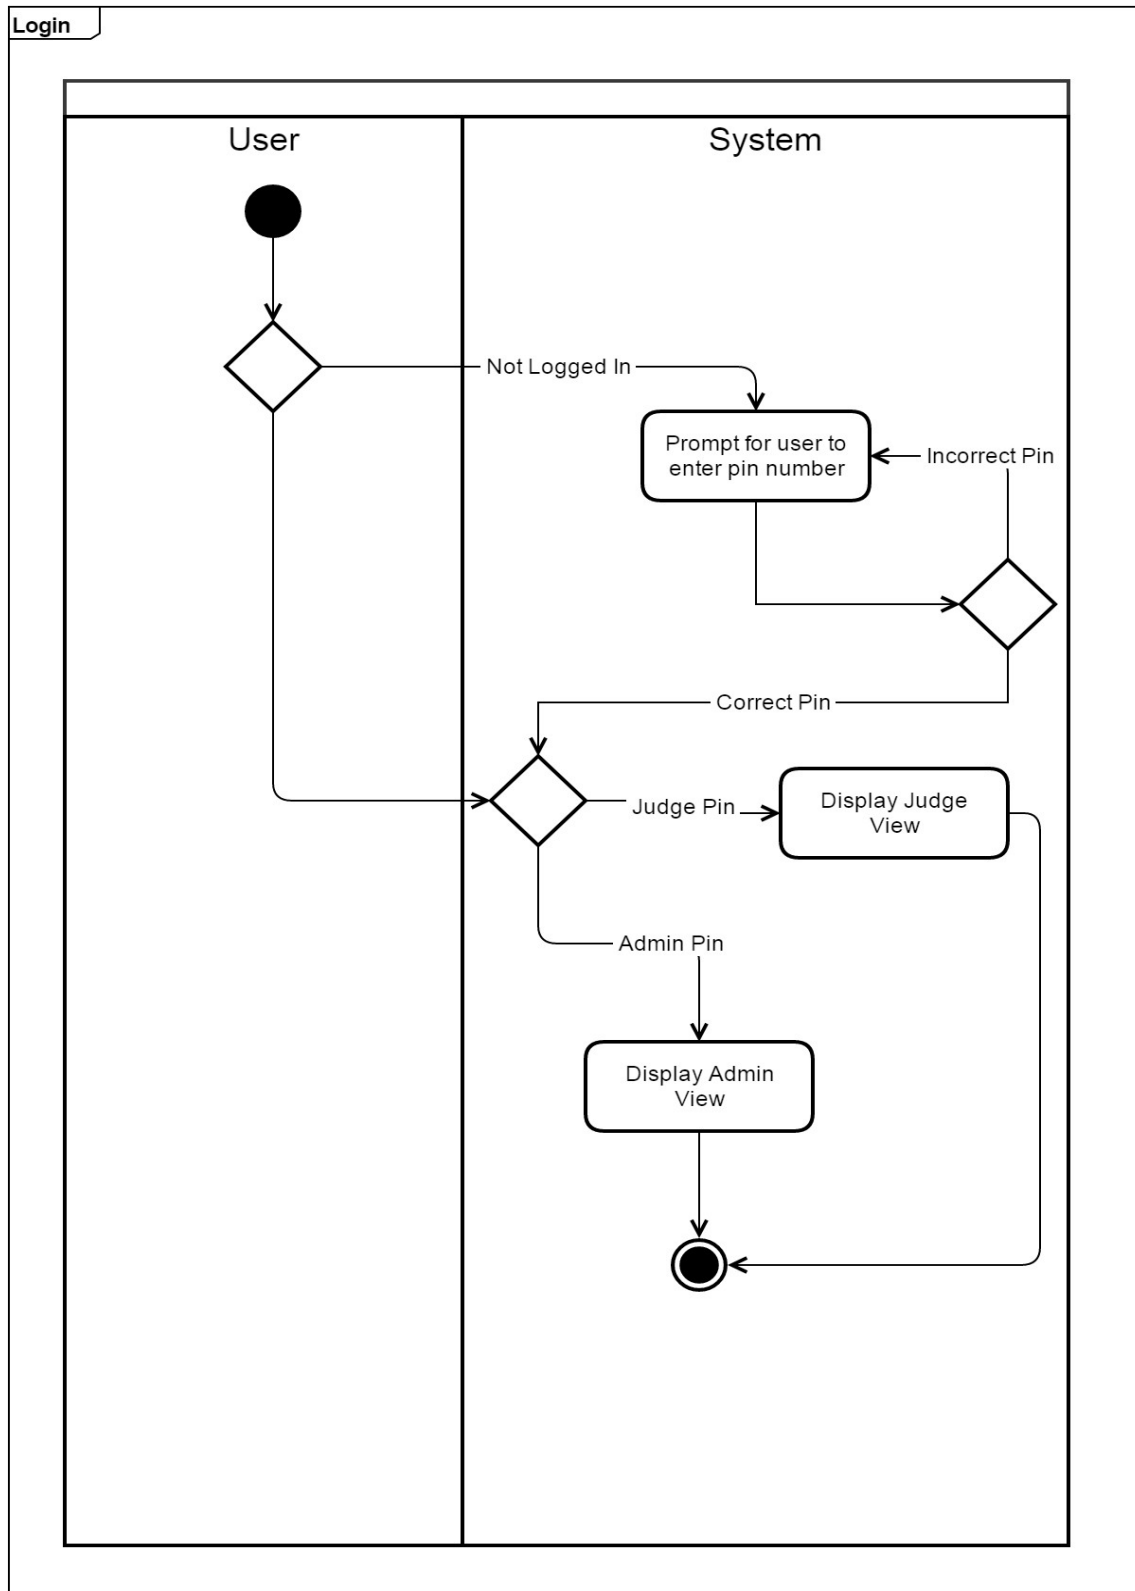 Login
User
System
Not Logged In
Prompt for user to
enter pin number
Incorrect Pin
Correct Pin
Judge Pin
Display Judge
View
Admin Pin
Display Admin
View